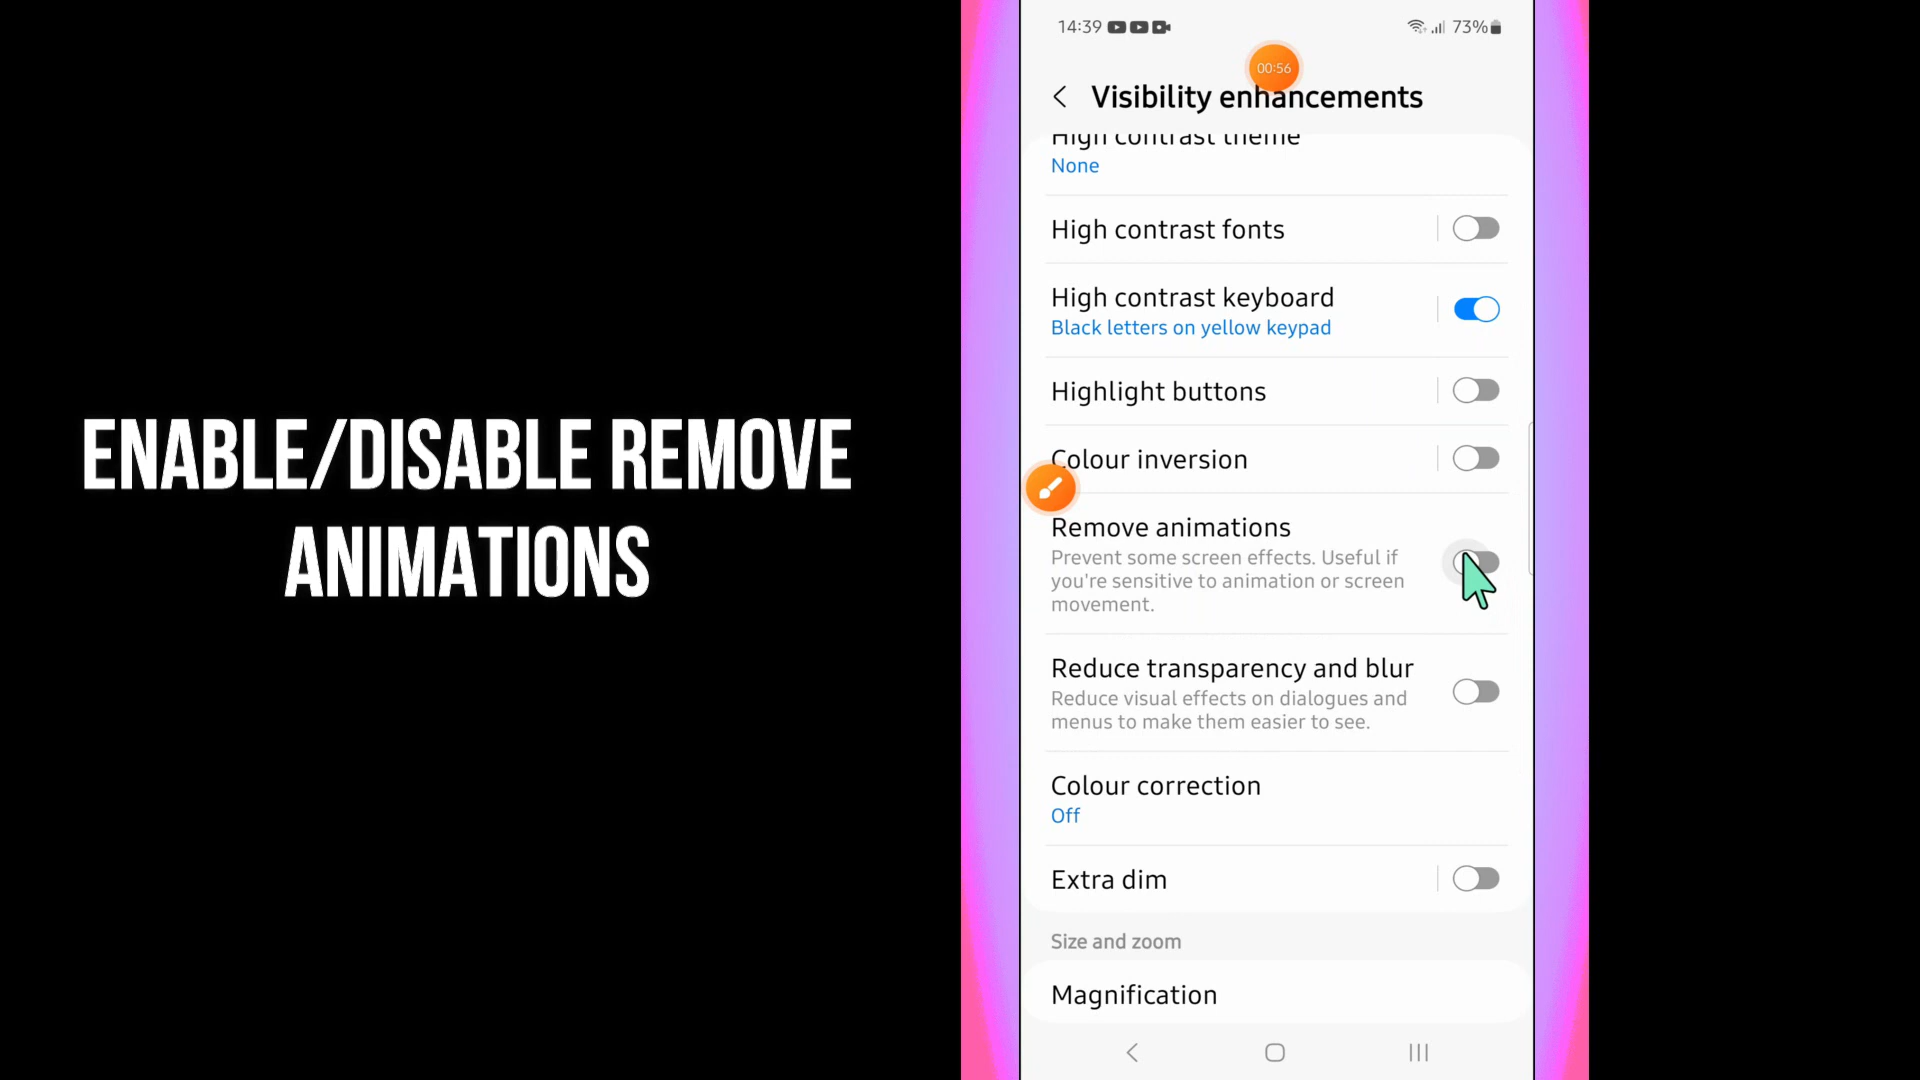 ENABLE/DISABLE REMOVE
ANIMATIONS
14:39
73%
00:56
Visibility enhancements
High contrast theme
None
High contrast fonts
High contrast keyboard
Black letters on yellow keypad
Highlight buttons
Colour inversion
Remove animations
Prevent some screen effects. Useful if
you're sensitive to animation or screen
movement.
Reduce transparency and blur
Reduce visual effects on dialogues and
menus to make them easier to see.
Colour correction
Off
Extra dim
Size and zoom
Magnification